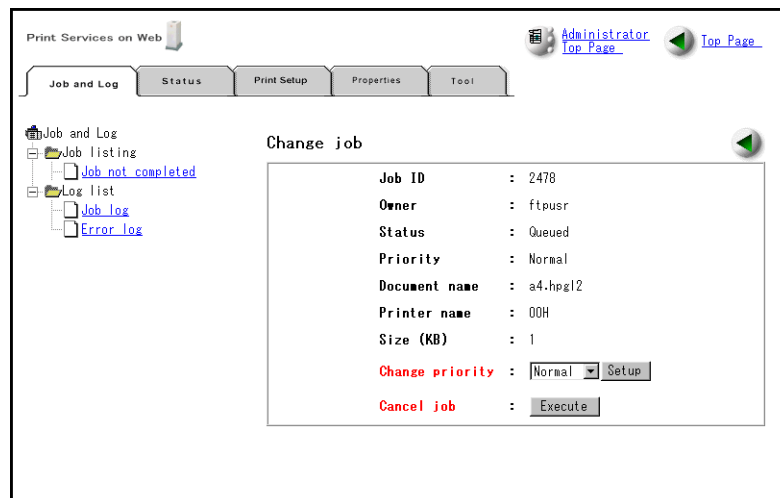 Print Services on Web
Administrator
Top Page
Top Page
Job and Log
Status
Print Setup
Properties
Tool
Job and Log
Job listing
Job not completed
Log list
Job log
Error log
Change job
Job ID : 2478
Owner : ftpusr
Status : Queued
Priority : Normal
Document name : a4.hpgl2
Printer name : 00H
Size (KB) : 1
Change priority : Normal Setup
Cancel job : Execute